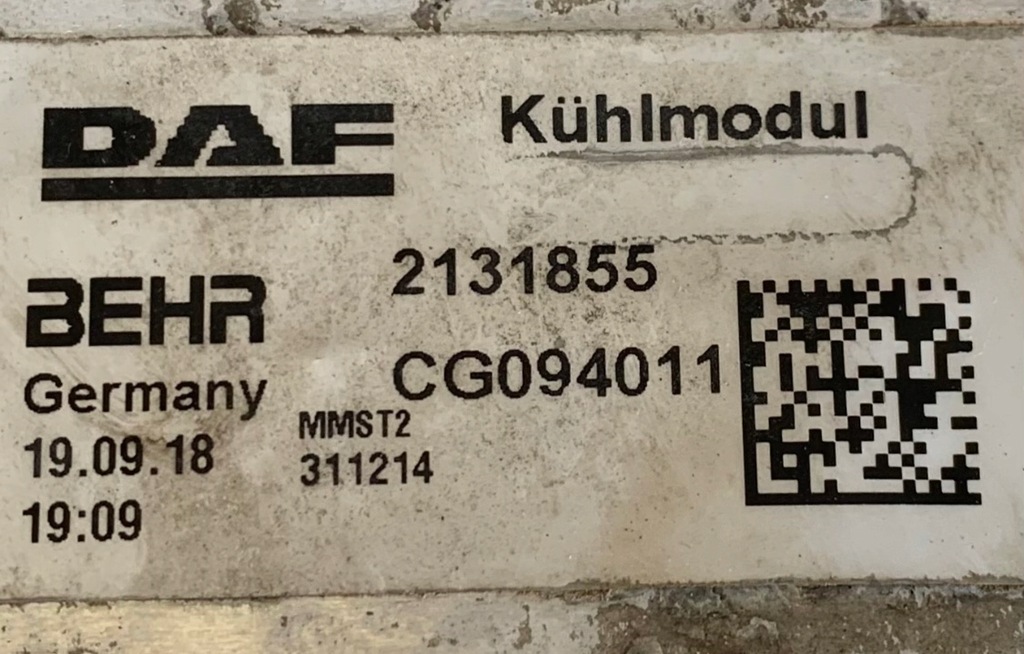 DAF
Kühlmodul
BEHR
Germany
19.09.18
19:09
2131855
CG094011
MMST2
311214